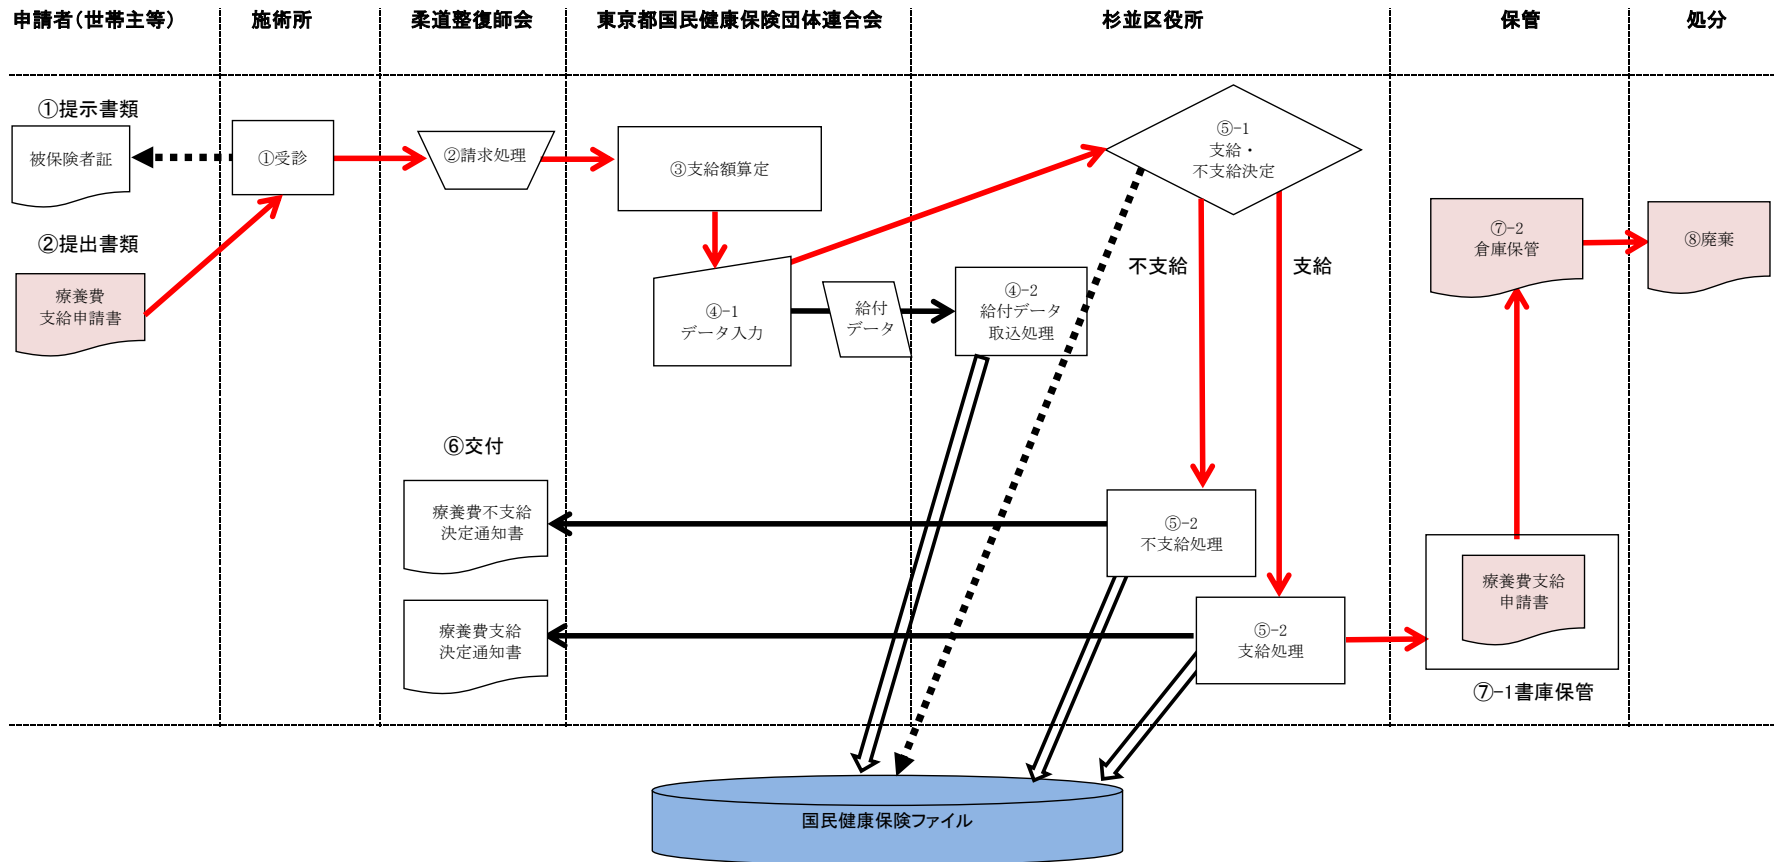 申請者（世帯主等）
施術所
柔道整復師会
東京都国民健康保険団体連合会
杉並区役所
保管
処分
①提示書類
被保険者証
①受診
②請求処理
③支給額算定
⑤-1
支給・
不支給決定
②提出書類
療養費
支給申請書
④-1
データ入力
給付
データ
④-2
給付データ
取込処理
不支給
支給
⑦-2
倉庫保管
⑧廃棄
⑥交付
療養費不支給
決定通知書
⑤-2
不支給処理
療養費支給
決定通知書
⑤-2
支給処理
療養費支給
申請書
⑦-1書庫保管
国民健康保険ファイル